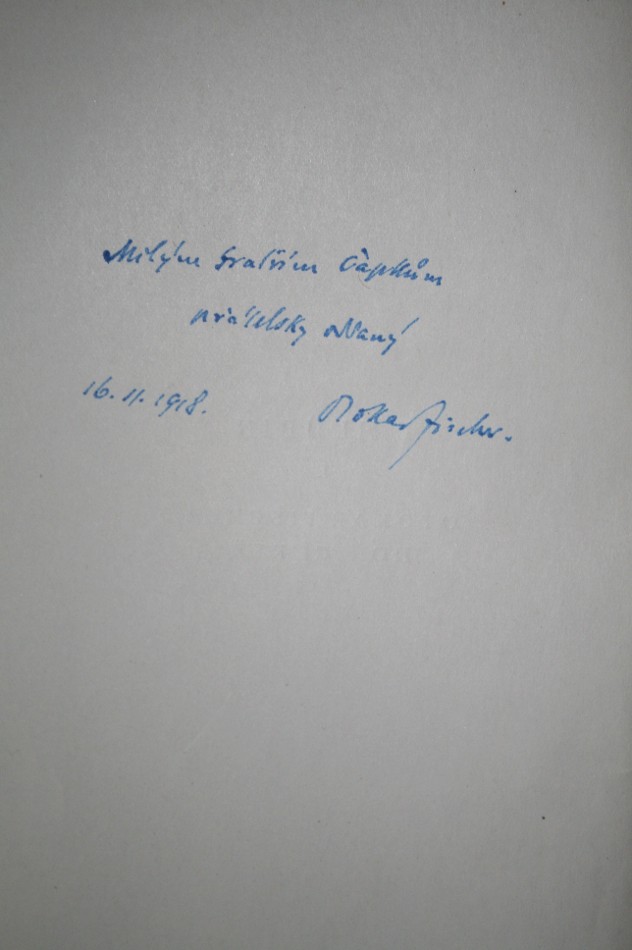 Milým bratřím Čapkům
přátelsky oddaný
16.11.1918. Otokar Fischer.